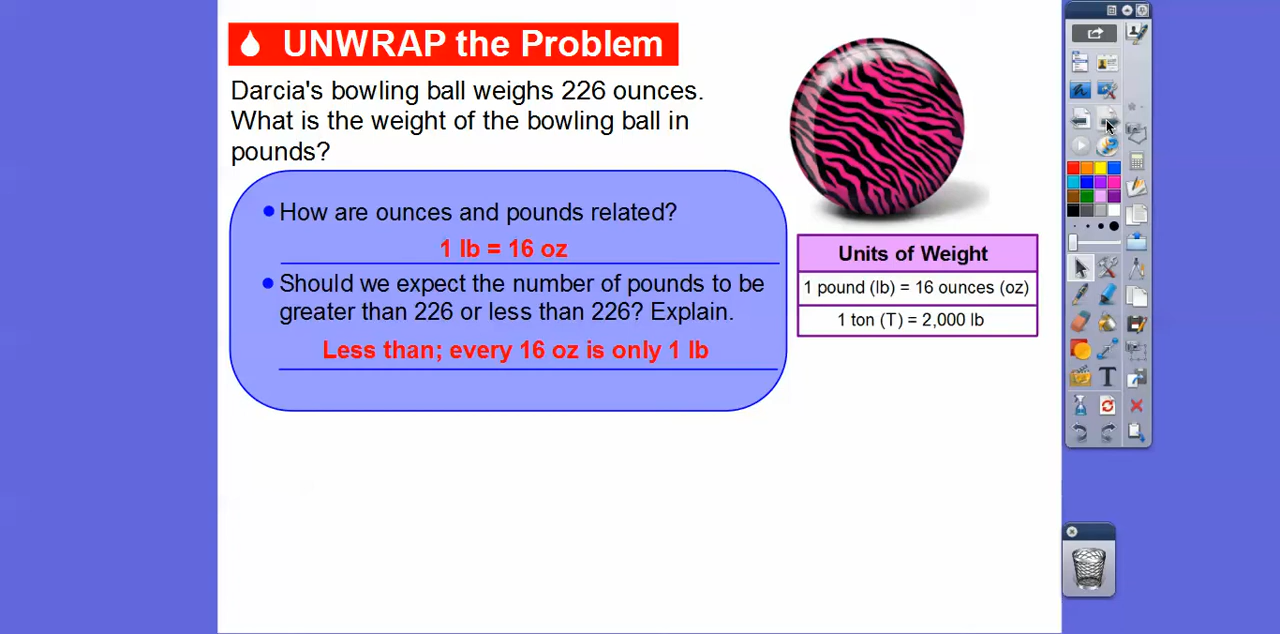 UNWRAP the Problem
Darcia's bowling ball weighs 226 ounces.
What is the weight of the bowling ball in
pounds?
• How are ounces and pounds related?
1 lb = 16 oz
• Should we expect the number of pounds to be
greater than 226 or less than 226? Explain.
Less than; every 16 oz is only 1 lb
Units of Weight
1 pound (lb) = 16 ounces (oz)
1 ton (T) = 2,000 lb